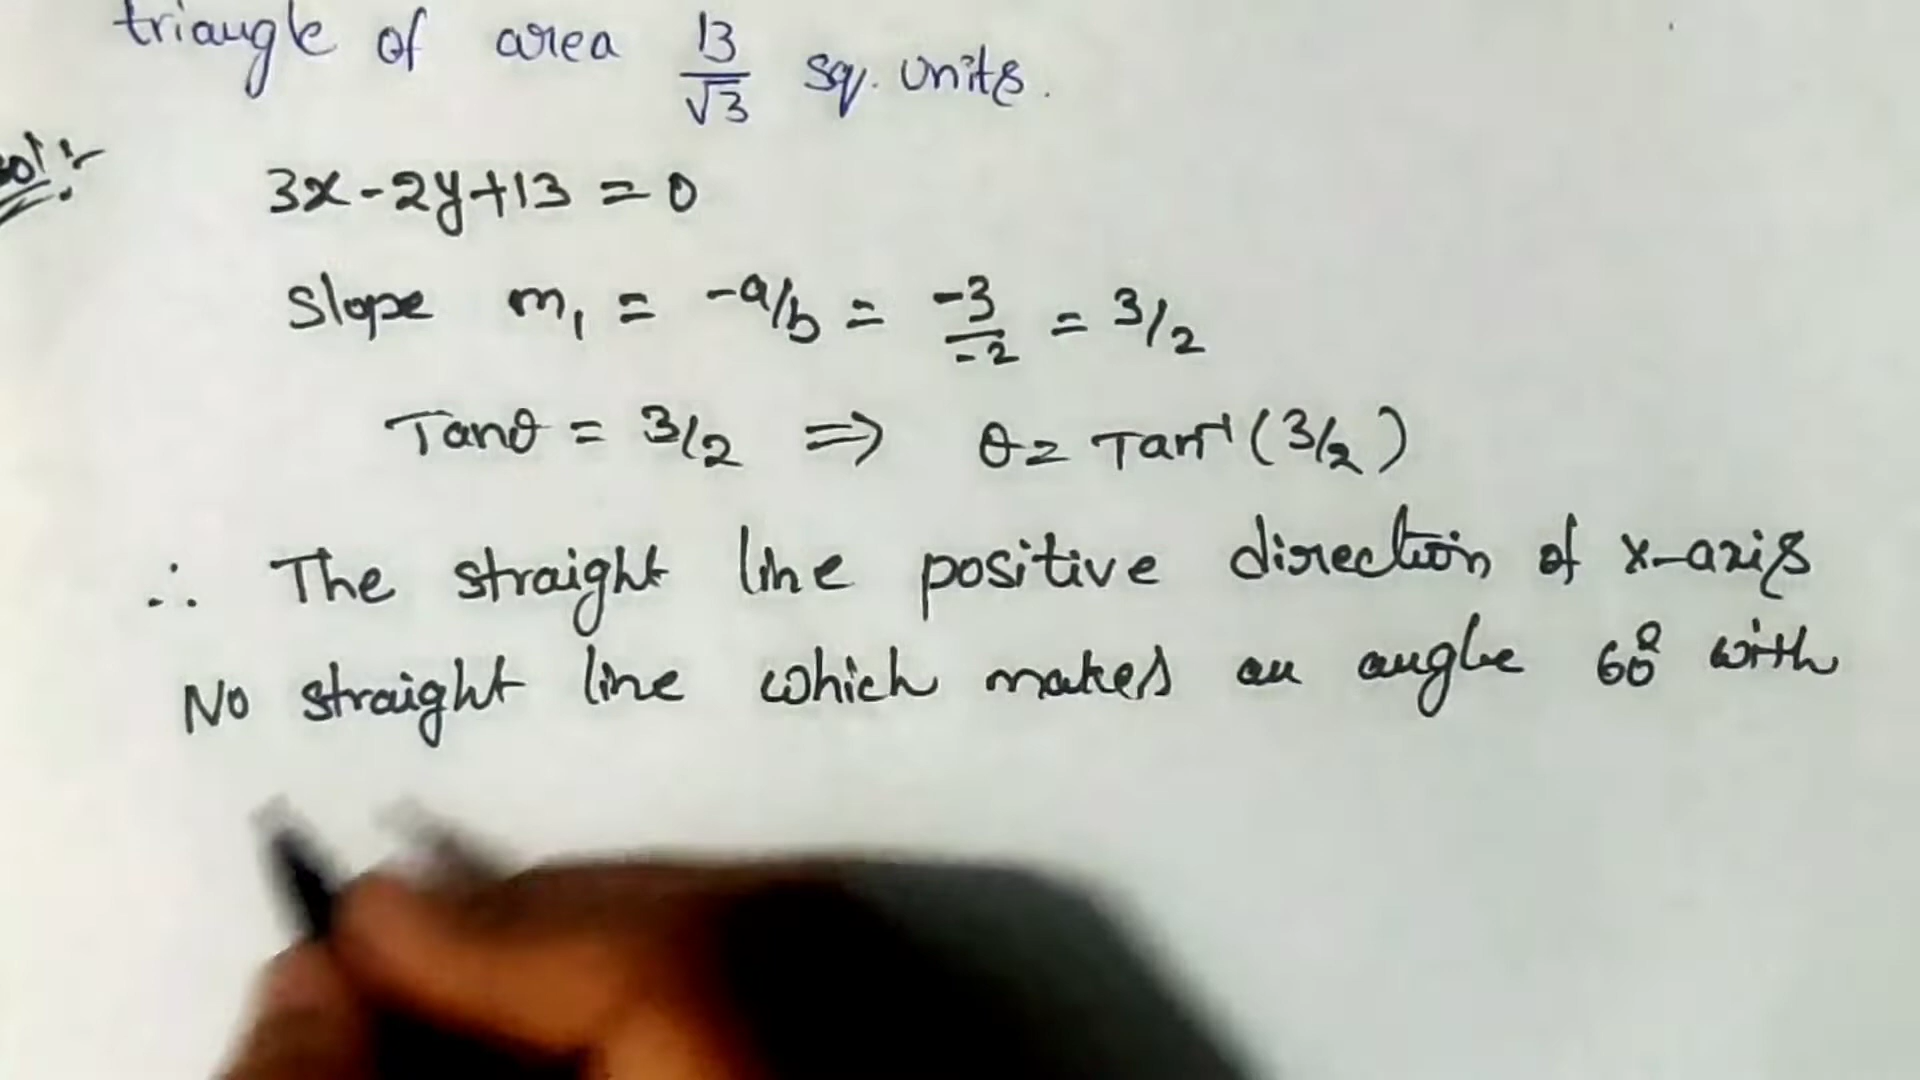 triangle of area 13/√3 sq. units.
sol:-
3x-2y+13 = 0
Slope m₁ = -a/b = -3/-2 = 3/2
Tanθ = 3/2 ⇒ θ = Tan⁻¹(3/2)
∴ The straight line positive direction of x-axis
No straight line which makes an angle 60° with